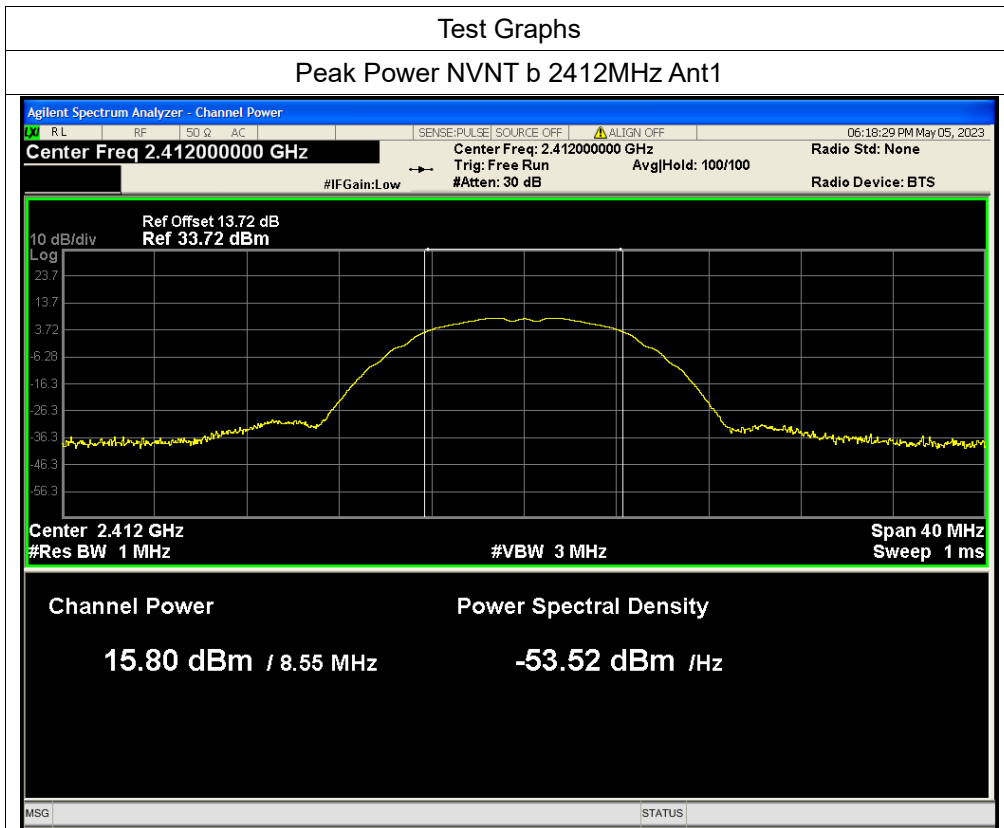 Test Graphs
Peak Power NVNT b 2412MHz Ant1
Agilent Spectrum Analyzer - Channel Power
LXI RL RF 50 Ω AC SENSE:PULSE SOURCE OFF ALIGN OFF 06:18:29 PM May 05, 2023
Center Freq 2.412000000 GHz Center Freq: 2.412000000 GHz Radio Std: None
Trig: Free Run Avg|Hold: 100/100
#IFGain:Low #Atten: 30 dB Radio Device: BTS
Ref Offset 13.72 dB
10 dB/div Ref 33.72 dBm
Log
23.7
13.7
3.72
-6.28
-16.3
-26.3
-36.3
-46.3
-56.3
Center 2.412 GHz Span 40 MHz
#Res BW 1 MHz #VBW 3 MHz Sweep 1 ms
Channel Power Power Spectral Density
15.80 dBm / 8.55 MHz -53.52 dBm /Hz
MSG STATUS